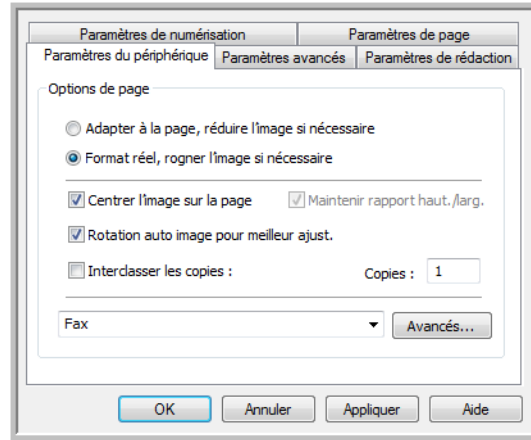 Paramètres de numérisation Paramètres de page
Paramètres du périphérique Paramètres avancés Paramètres de rédaction
Options de page
Adapter à la page, réduire l'image si nécessaire
Format réel, rogner l'image si nécessaire
Centrer l'image sur la page Maintenir rapport haut./larg.
Rotation auto image pour meilleur ajust.
Interclasser les copies : Copies : 1
Fax Avancés...
OK Annuler Appliquer Aide